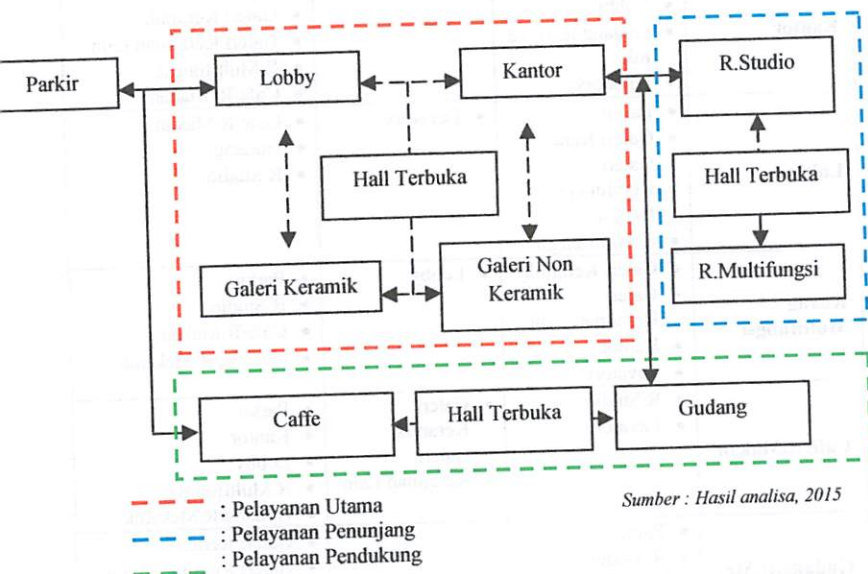 Parkir
Lobby
Kantor
R.Studio
Hall Terbuka
Hall Terbuka
Galeri Keramik
Galeri Non
Keramik
R.Multifungsi
Caffe
Hall Terbuka
Gudang
Sumber : Hasil analisa, 2015
: Pelayanan Utama
: Pelayanan Penunjang
: Pelayanan Pendukung